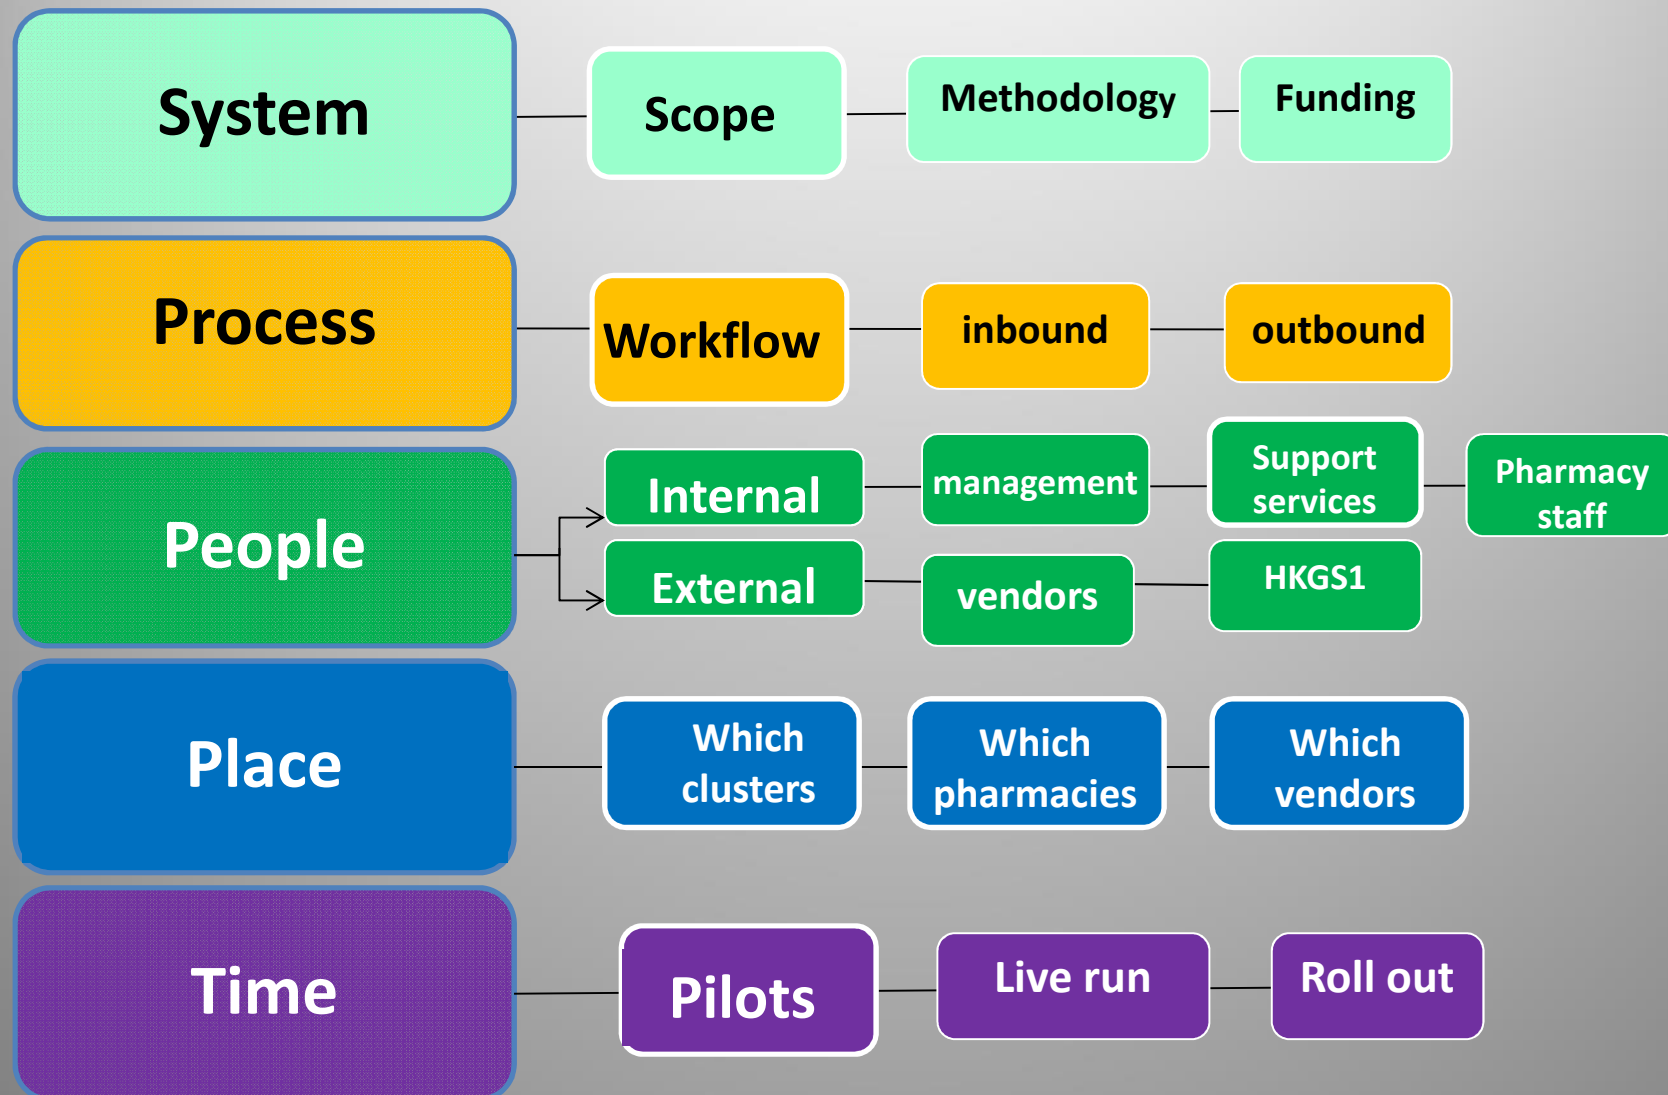 System
Scope
Methodology
Funding
Process
Workflow
inbound
outbound
People
Internal
management
Support
services
Pharmacy
staff
External
vendors
HKGS1
Place
Which
clusters
Which
pharmacies
Which
vendors
Time
Pilots
Live run
Roll out